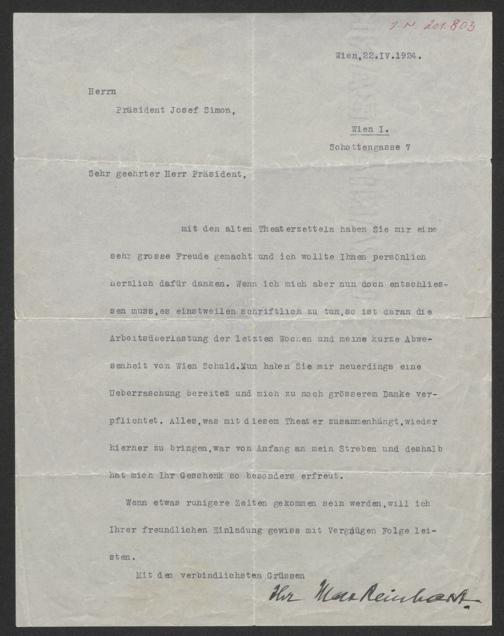 I.N. 201.803
Wien,22.IV.1924.
Herrn
Präsident Josef Simon,
Wien I.
Schottengasse 7
Sehr geehrter Herr Präsident,
mit den alten Theaterzetteln haben Sie mir eine
sehr grosse Freude gemacht und ich wollte Ihnen persönlich
herzlich dafür danken. Wenn ich mich aber nun doch entschlies-
sen muss,es einstweilen schriftlich zu tun,so ist daran die
Arbeitsüberlastung der letzten Wochen und meine kurze Abwe-
senheit von Wien Schuld.Nun haben Sie mir neuerdings eine
Ueberraschung bereitet und mich zu noch grösserem Danke ver-
pflichtet. Alles,was mit diesem Theater zusammenhängt,wieder
hierher zu bringen,war von Anfang an mein Streben und deshalb
hat mich Ihr Geschenk so besonders erfreut.
Wenn etwas ruhigere Zeiten gekommen sein werden,will ich
Ihrer freundlichen Einladung gewiss mit Vergnügen Folge lei-
sten.
Mit den verbindlichsten Grüssen
Ihr Max Reinhardt